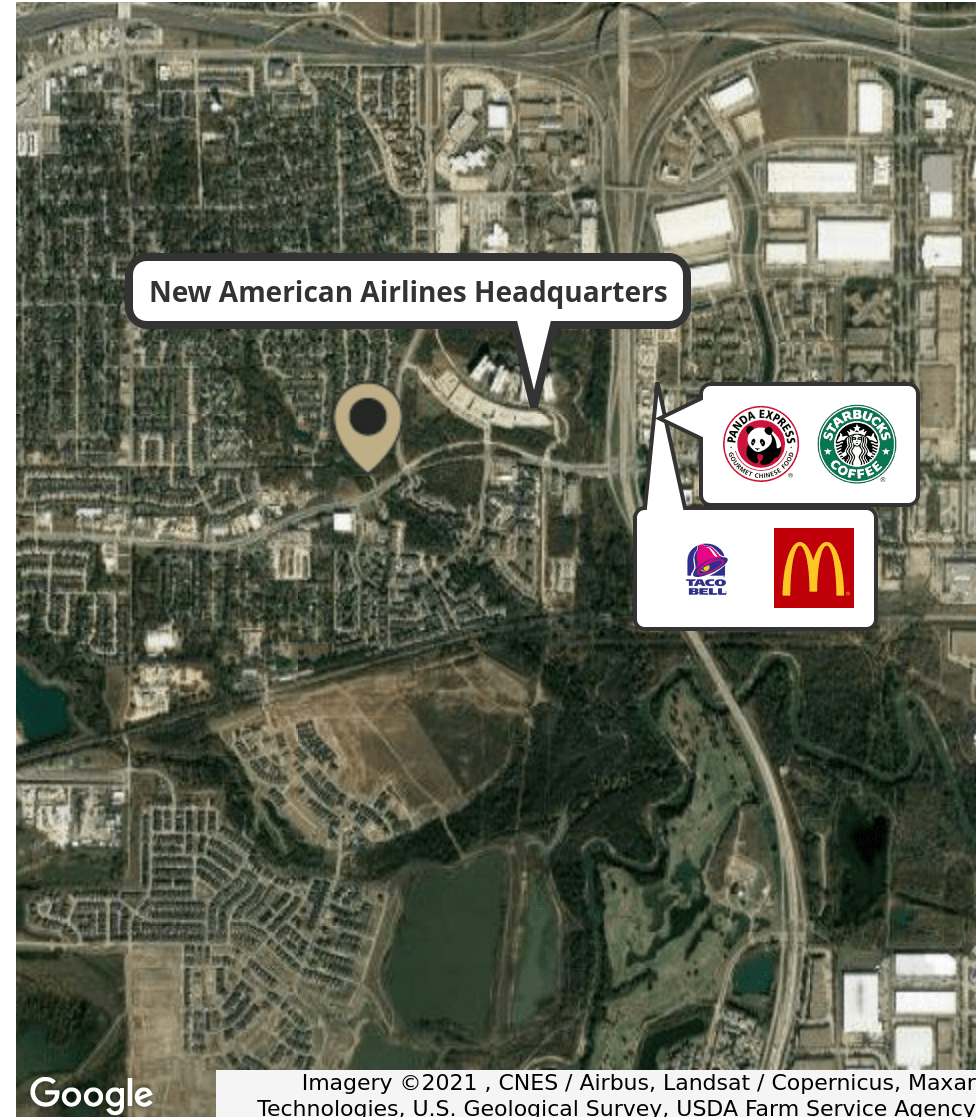 New American Airlines Headquarters
PANDA EXPRESS
GOURMET CHINESE FOOD
®
STARBUCKS
COFFEE
®
TACO
BELL
®
Google
Imagery ©2021 , CNES / Airbus, Landsat / Copernicus, Maxar
Technologies, U.S. Geological Survey, USDA Farm Service Agency